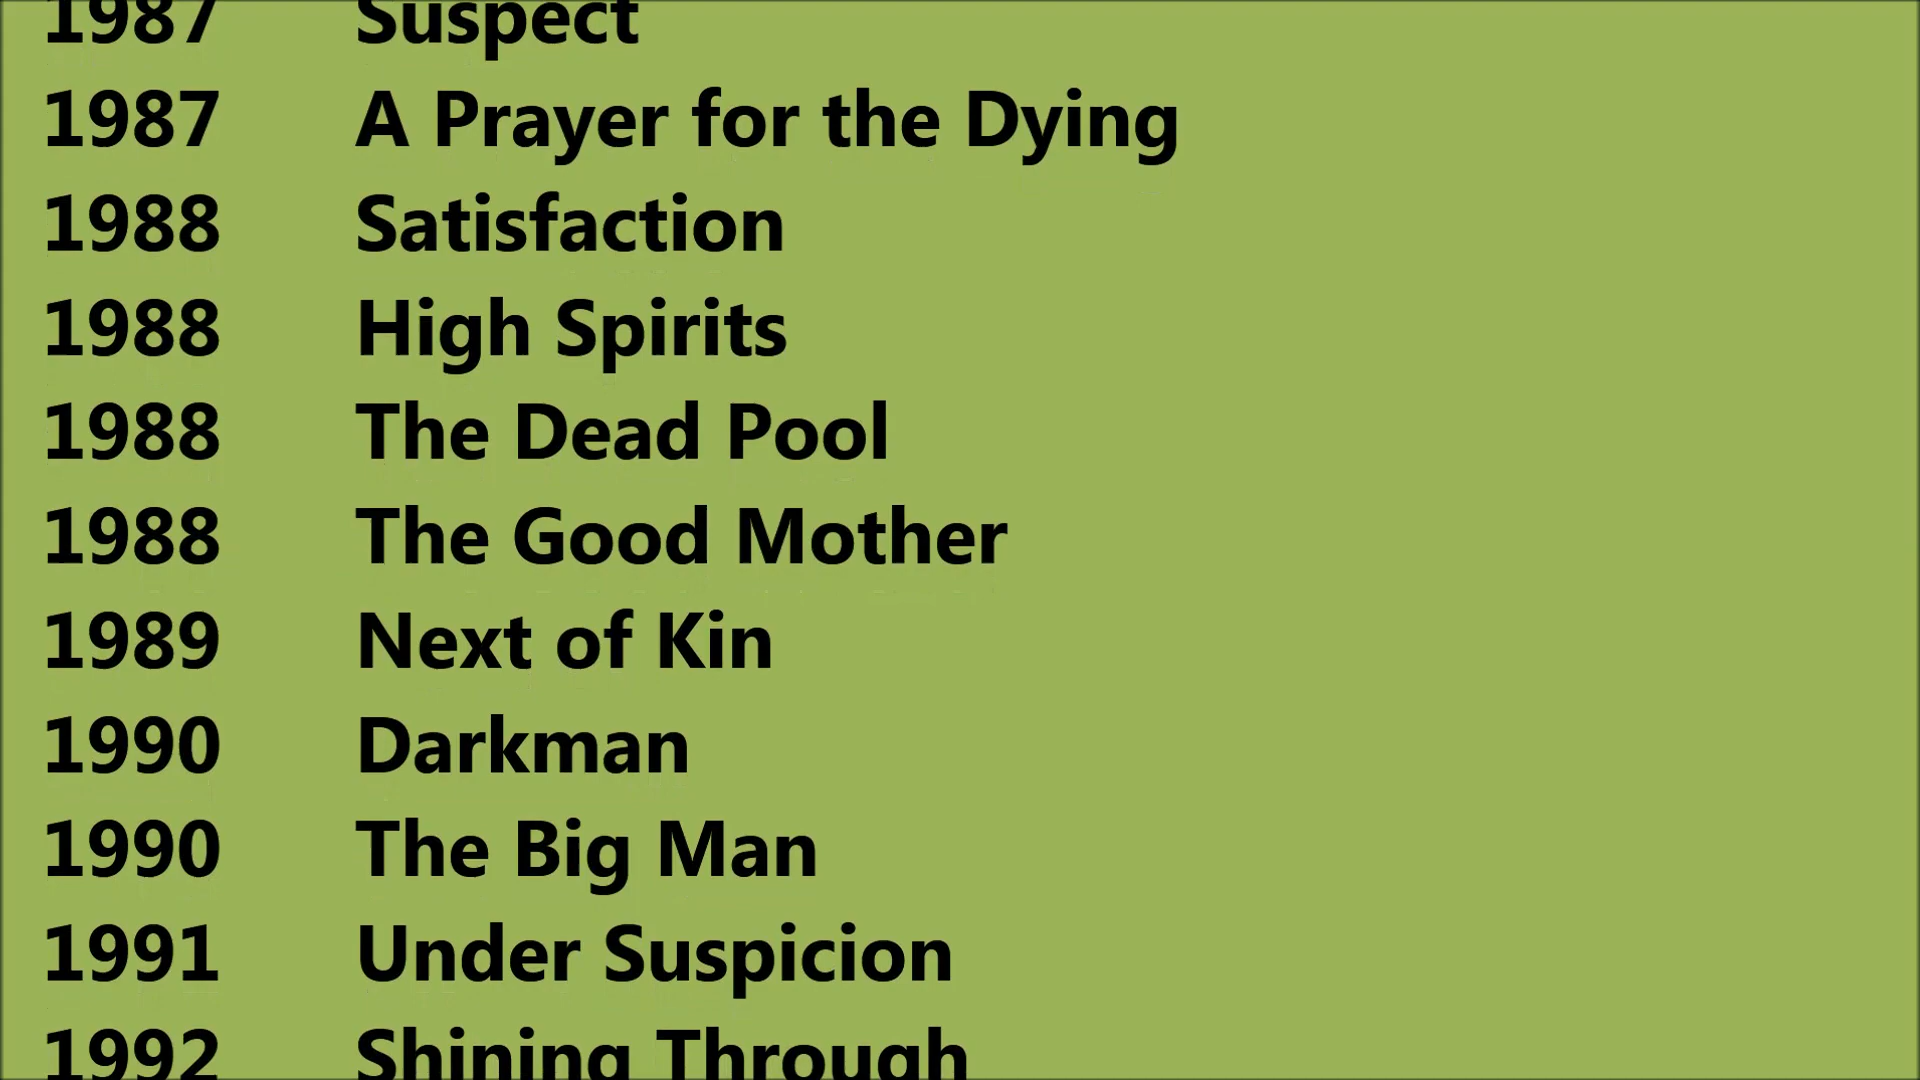 1987 Suspect
1987 A Prayer for the Dying
1988 Satisfaction
1988 High Spirits
1988 The Dead Pool
1988 The Good Mother
1989 Next of Kin
1990 Darkman
1990 The Big Man
1991 Under Suspicion
1992 Shining Through